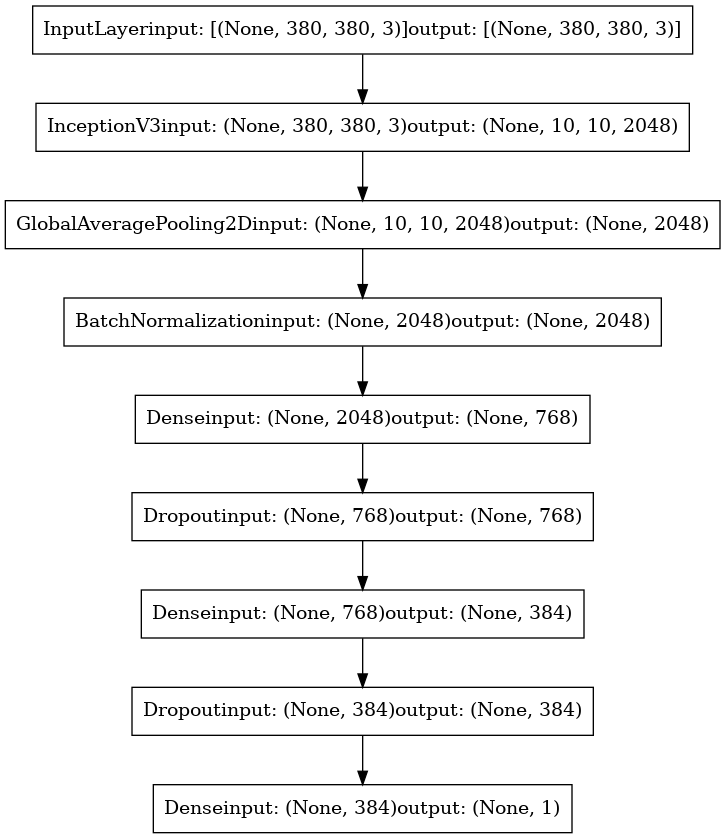 InputLayerinput: [(None, 380, 380, 3)]output: [(None, 380, 380, 3)]
InceptionV3input: (None, 380, 380, 3)output: (None, 10, 10, 2048)
GlobalAveragePooling2Dinput: (None, 10, 10, 2048)output: (None, 2048)
BatchNormalizationinput: (None, 2048)output: (None, 2048)
Denseinput: (None, 2048)output: (None, 768)
Dropoutinput: (None, 768)output: (None, 768)
Denseinput: (None, 768)output: (None, 384)
Dropoutinput: (None, 384)output: (None, 384)
Denseinput: (None, 384)output: (None, 1)